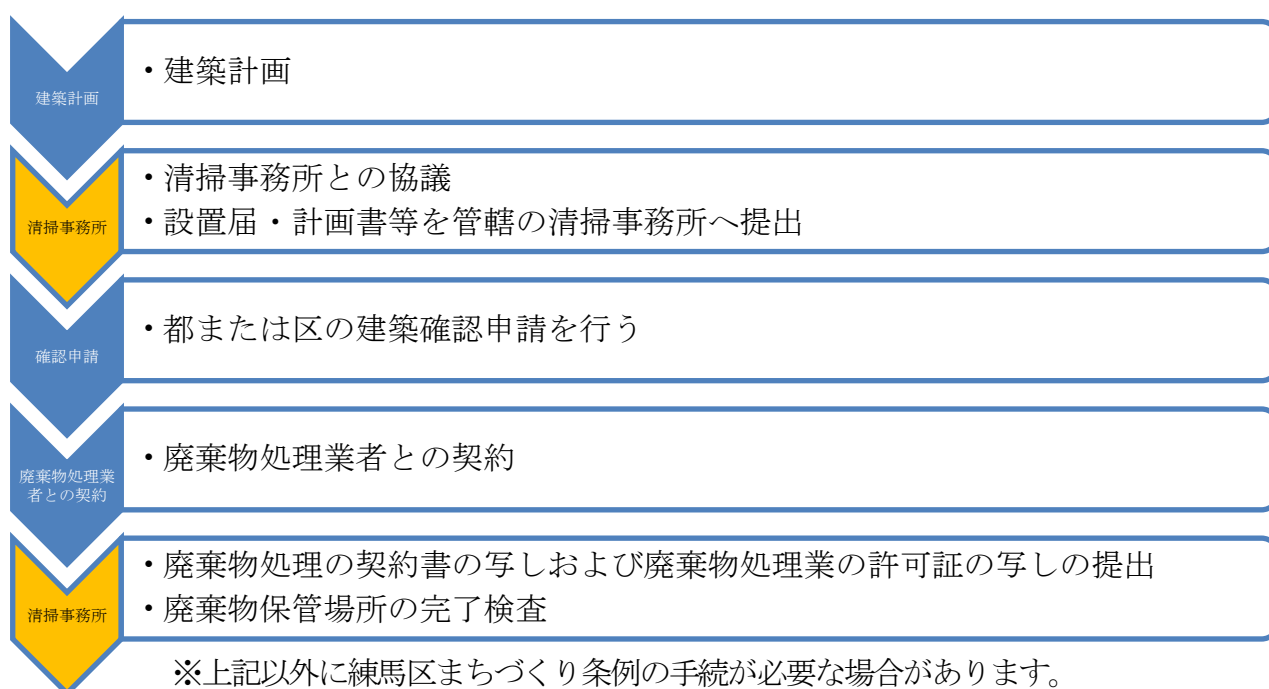 建築計画
・建築計画
清掃事務所
・清掃事務所との協議
・設置届・計画書等を管轄の清掃事務所へ提出
確認申請
・都または区の建築確認申請を行う
廃棄物処理業
者との契約
・廃棄物処理業者との契約
清掃事務所
・廃棄物処理の契約書の写しおよび廃棄物処理業の許可証の写しの提出
・廃棄物保管場所の完了検査
※上記以外に練馬区まちづくり条例の手続が必要な場合があります。